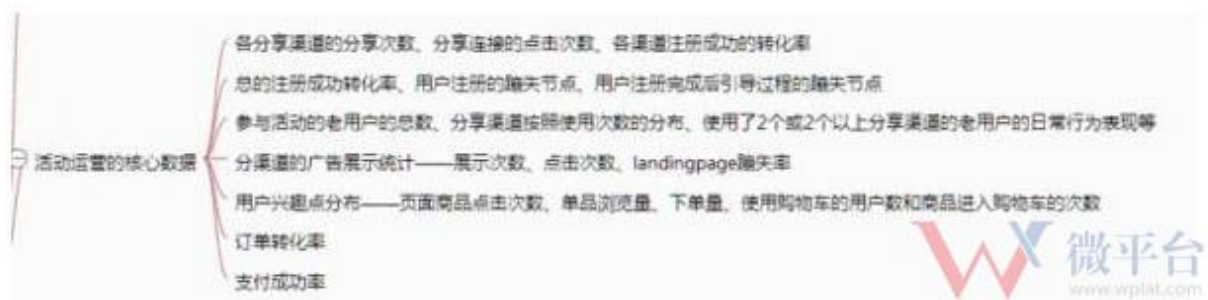 各分享渠道的分享次数、分享连接的点击次数、各渠道注册成功的转化率
总的注册成功转化率、用户注册的蹦失节点、用户注册完成后引导过程的蹦失节点
参与活动的老用户的总数、分享渠道按照使用次数的分布、使用了2个或2个以上分享渠道的老用户的日常行为表现等
活动运营的核心数据
分渠道的广告展示统计——展示次数、点击次数、landingpage蹦失率
用户兴趣点分布——页面商品点击次数、单品浏览量、下单量、使用购物车的用户数和商品进入购物车的次数
订单转化率
支付成功率
微平台
www.wplat.com